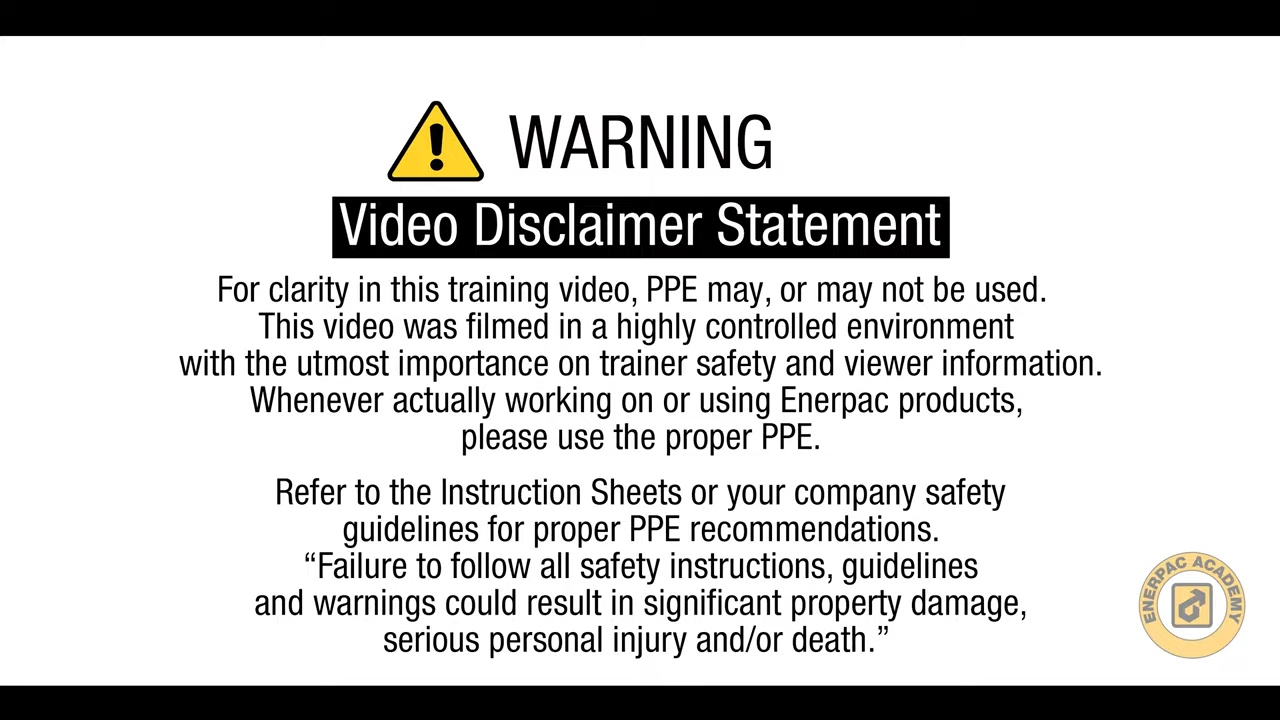 WARNING
Video Disclaimer Statement
For clarity in this training video, PPE may, or may not be used.
This video was filmed in a highly controlled environment
with the utmost importance on trainer safety and viewer information.
Whenever actually working on or using Enerpac products,
please use the proper PPE.
Refer to the Instruction Sheets or your company safety
guidelines for proper PPE recommendations.
“Failure to follow all safety instructions, guidelines
and warnings could result in significant property damage,
serious personal injury and/or death.”
ENERPAC ACADEMY